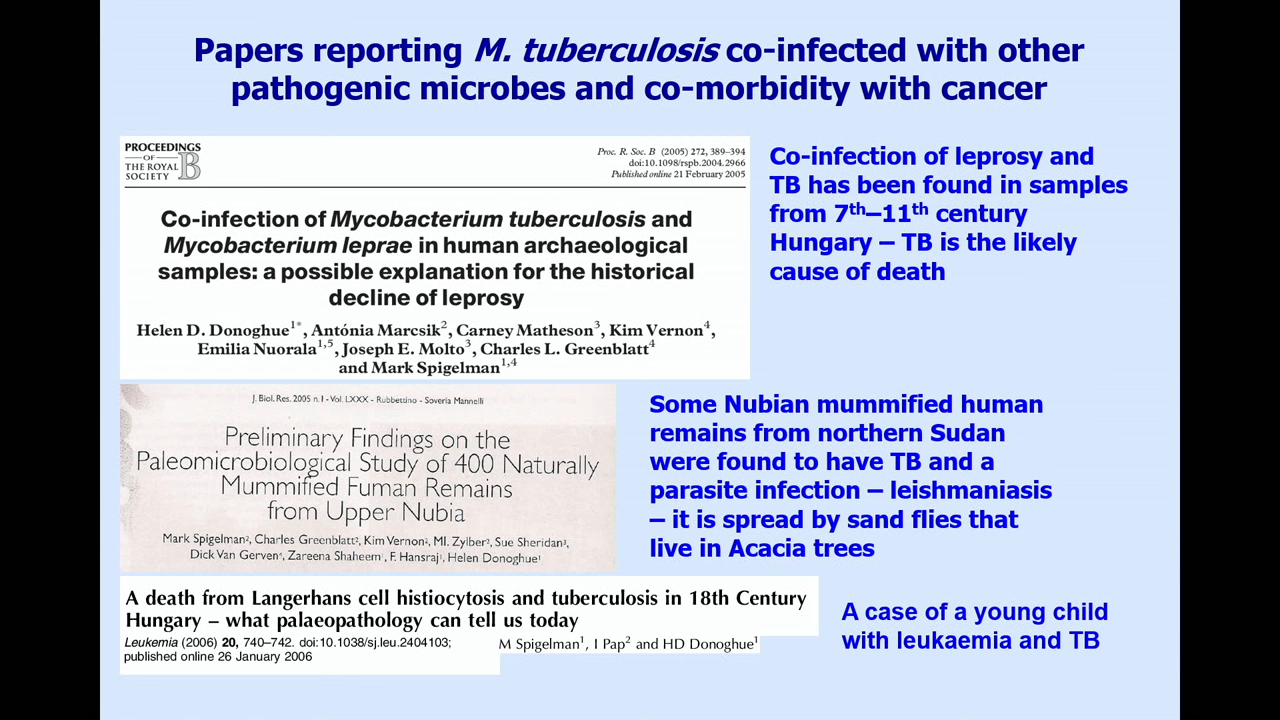 Papers reporting M. tuberculosis co-infected with other
pathogenic microbes and co-morbidity with cancer
PROCEEDINGS
OF
THE ROYAL
SOCIETY B
Proc. R. Soc. B (2005) 272, 389–394
doi:10.1098/rspb.2004.2966
Published online 21 February 2005
Co-infection of Mycobacterium tuberculosis and
Mycobacterium leprae in human archaeological
samples: a possible explanation for the historical
decline of leprosy
Helen D. Donoghue1*, Antónia Marcsik2, Carney Matheson3, Kim Vernon4,
Emilia Nuorala1,5, Joseph E. Molto3, Charles L. Greenblatt4
and Mark Spigelman1,4
Co-infection of leprosy and
TB has been found in samples
from 7th–11th century
Hungary – TB is the likely
cause of death
J. Biol. Res. 2005 n. 1 - Vol. LXXX - Rubbettino - Soveria Mannelli
Preliminary Findings on the
Paleomicrobiological Study of 400 Naturally
Mummified Fuman Remains
from Upper Nubia
Mark Spigelman2, Charles Greenblatt2, Kim Vernon2, MI. Zylber2, Sue Sheridan3,
Dick Van Gerven4, Zareena Shaheem1, F. Hansraj1, Helen Donoghue1
Some Nubian mummified human
remains from northern Sudan
were found to have TB and a
parasite infection – leishmaniasis
– it is spread by sand flies that
live in Acacia trees
A death from Langerhans cell histiocytosis and tuberculosis in 18th Century
Hungary – what palaeopathology can tell us today
Leukemia (2006) 20, 740–742. doi:10.1038/sj.leu.2404103;
published online 26 January 2006
M Spigelman1, I Pap2 and HD Donoghue1
A case of a young child
with leukaemia and TB